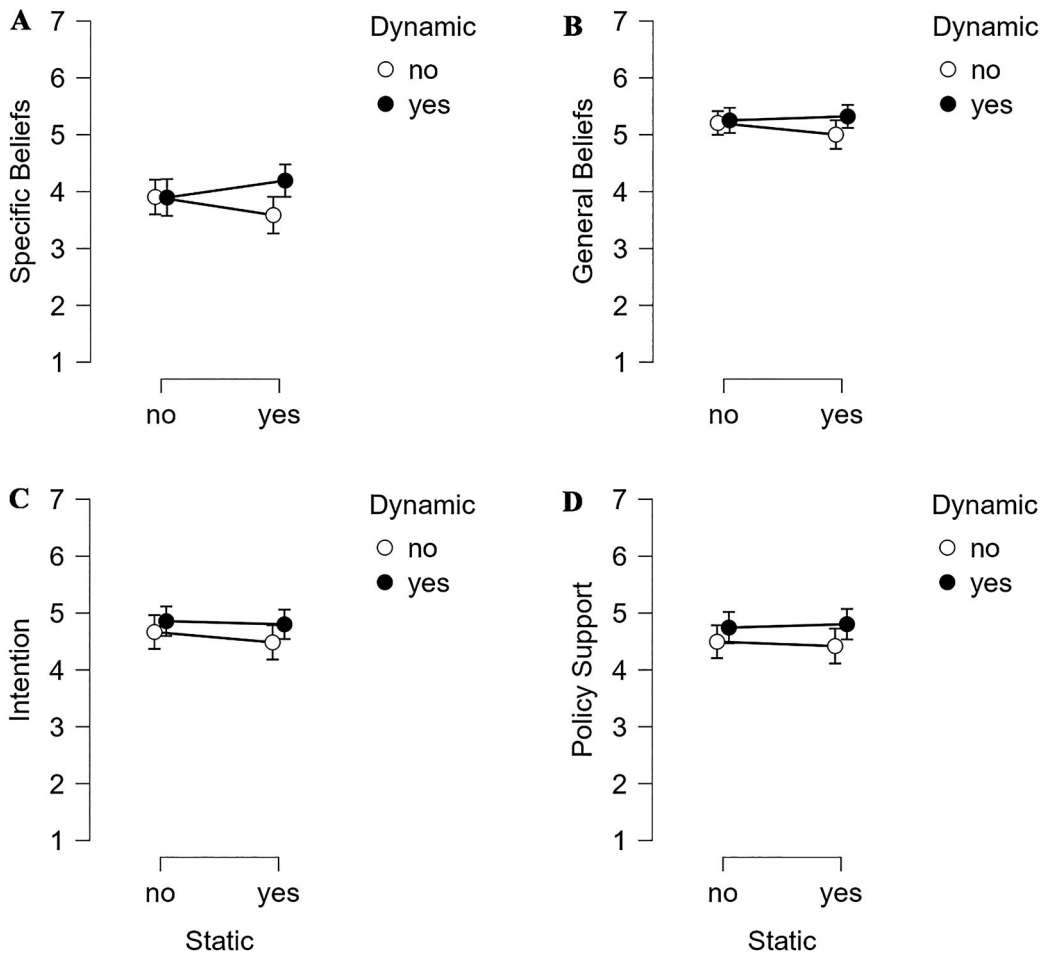 A
Specific Beliefs
7
6
5
4
3
2
1
no yes
Dynamic
no
yes
B
General Beliefs
7
6
5
4
3
2
1
no yes
Dynamic
no
yes
C
Intention
7
6
5
4
3
2
1
no yes
Static
Dynamic
no
yes
D
Policy Support
7
6
5
4
3
2
1
no yes
Static
Dynamic
no
yes